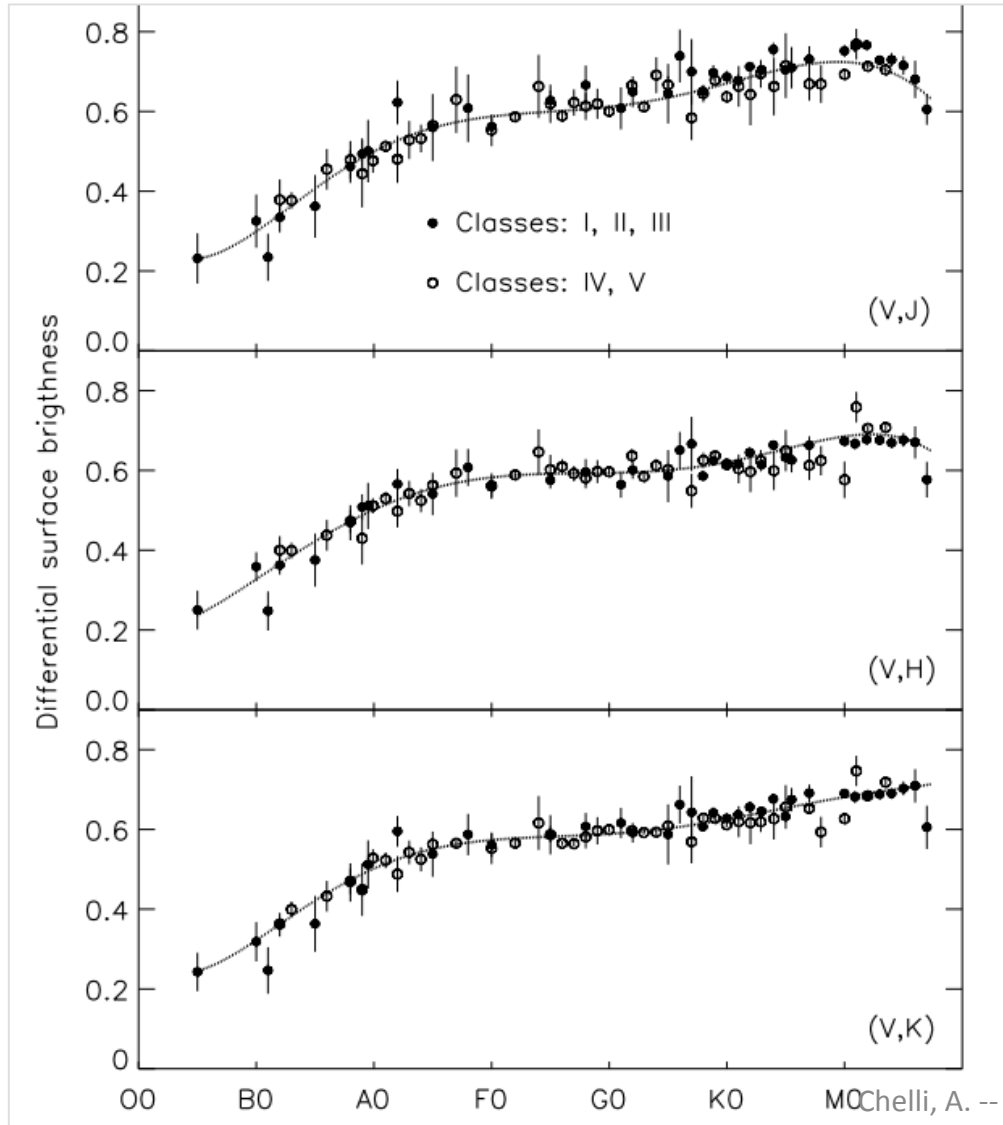 Differential surface brigthness
0.8
0.6
0.4
0.2
0.0
Classes: I, II, III
Classes: IV, V
(V,J)
0.8
0.6
0.4
0.2
0.0
(V,H)
0.8
0.6
0.4
0.2
0
(V,K)
O0 B0 A0 F0 G0 K0 M0
Chelli, A. --